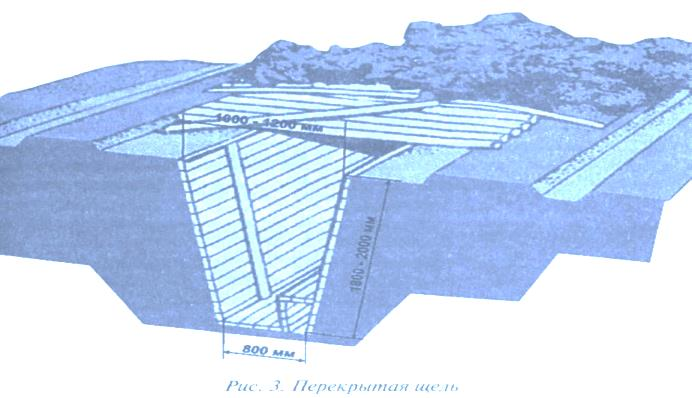 1000 - 1200 мм
1800 - 2000 мм
800 мм
Рис. 3. Перекрытая щель